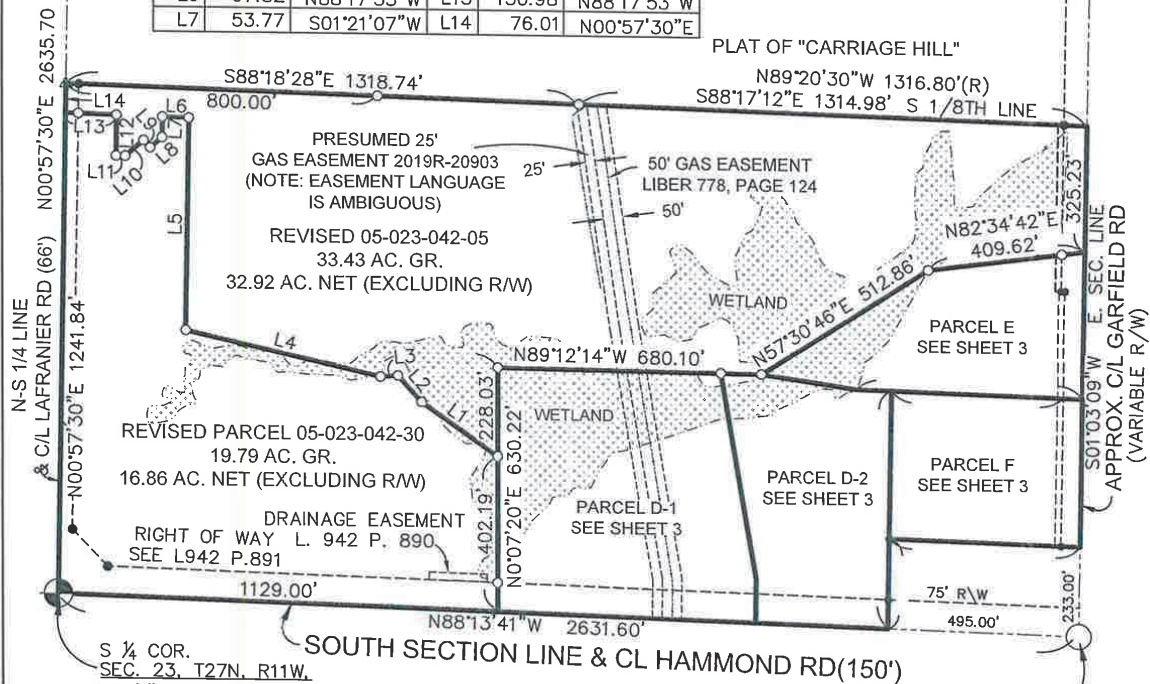 L7 53.77 S01°21'07"W L14 76.01 N00°57'30"E
PLAT OF "CARRIAGE HILL"
N00°57'30"E 2635.70
S88°18'28"E 1318.74'
800.00'
N89°20'30"W 1316.80'(R)
S88°17'12"E 1314.98' S 1/8TH LINE
L14
L13
L12
L11
L10
L9
L8
L7
L6
L5
PRESUMED 25'
GAS EASEMENT 2019R-20903
(NOTE: EASEMENT LANGUAGE
IS AMBIGUOUS)
25'
50' GAS EASEMENT
LIBER 778, PAGE 124
50'
REVISED 05-023-042-05
33.43 AC. GR.
32.92 AC. NET (EXCLUDING R/W)
325.23
N82°34'42"E
409.62'
WETLAND
N57°30'46"E 512.86'
PARCEL E
SEE SHEET 3
S01°03'09"W E. SEC. LINE
APPROX. C/L GARFIELD RD
(VARIABLE R/W)
N-S 1/4 LINE
& C/L LAFRANIER RD (66')
N00°57'30"E 1241.84'
L4
L3
L2
L1
N89°12'14"W 680.10'
228.03'
N0°07'20"E 630.22
402.19'
WETLAND
REVISED PARCEL 05-023-042-30
19.79 AC. GR.
16.86 AC. NET (EXCLUDING R/W)
PARCEL D-1
SEE SHEET 3
PARCEL D-2
SEE SHEET 3
PARCEL F
SEE SHEET 3
DRAINAGE EASEMENT
RIGHT OF WAY L. 942 P. 890
SEE L942 P.891
1129.00'
N88°13'41"W 2631.60'
75' R\W
495.00'
233.00'
SOUTH SECTION LINE & CL HAMMOND RD(150')
S ¼ COR.
SEC. 23, T27N, R11W,